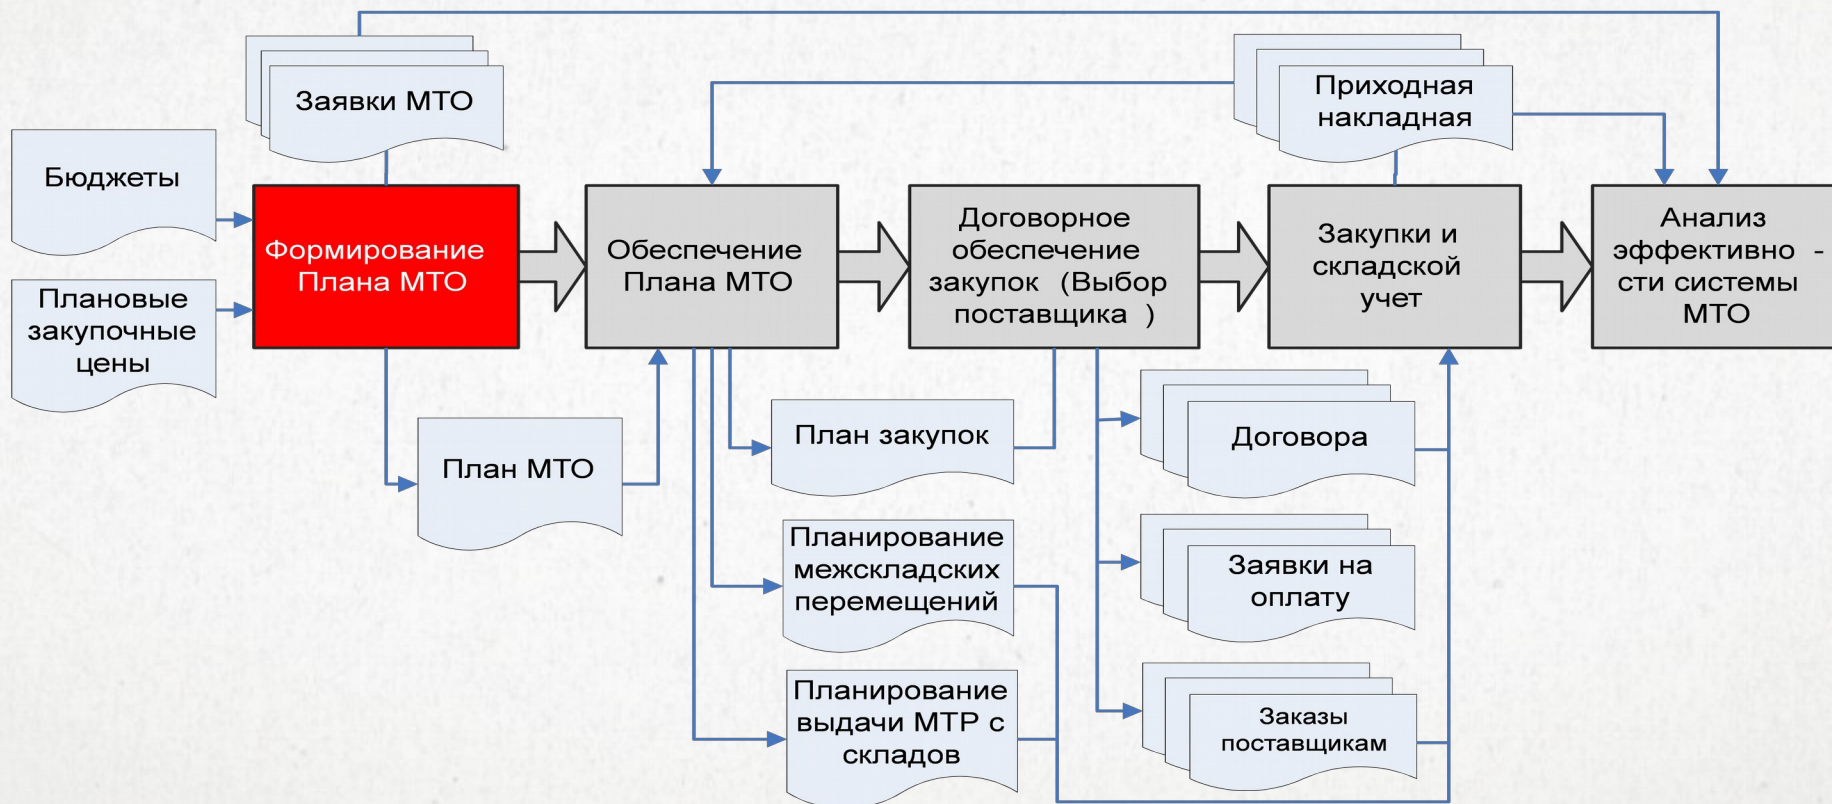 Заявки МТО
Приходная
накладная
Бюджеты
Плановые
закупочные
цены
Формирование
Плана МТО
Обеспечение
Плана МТО
Договорное
обеспечение
закупок (Выбор
поставщика )
Закупки и
складской
учет
Анализ
эффективно -
сти системы
МТО
План МТО
План закупок
Планирование
межскладских
перемещений
Планирование
выдачи МТР с
складов
Договора
Заявки на
оплату
Заказы
поставщикам